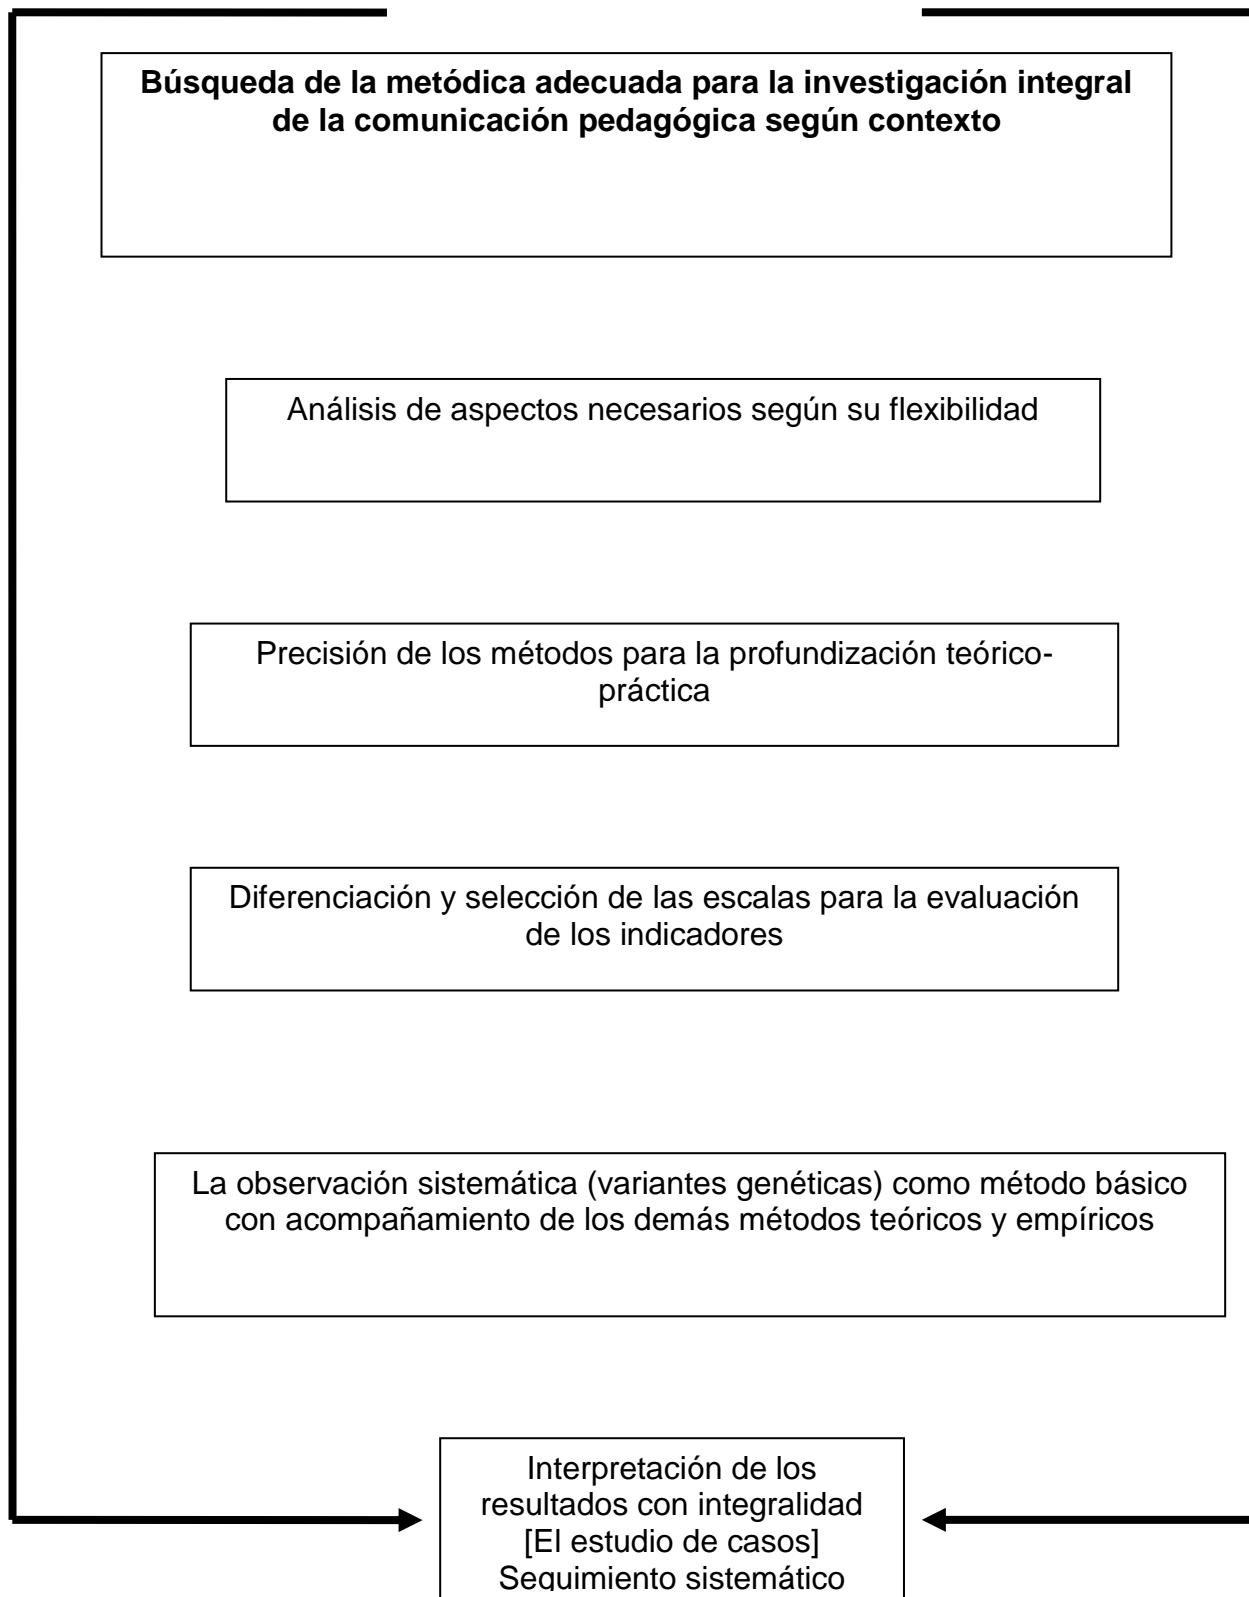 Búsqueda de la metódica adecuada para la investigación integral
de la comunicación pedagógica según contexto
Análisis de aspectos necesarios según su flexibilidad
Precisión de los métodos para la profundización teórico-
práctica
Diferenciación y selección de las escalas para la evaluación
de los indicadores
La observación sistemática (variantes genéticas) como método básico
con acompañamiento de los demás métodos teóricos y empíricos
Interpretación de los
resultados con integralidad
[El estudio de casos]
Seguimiento sistemático